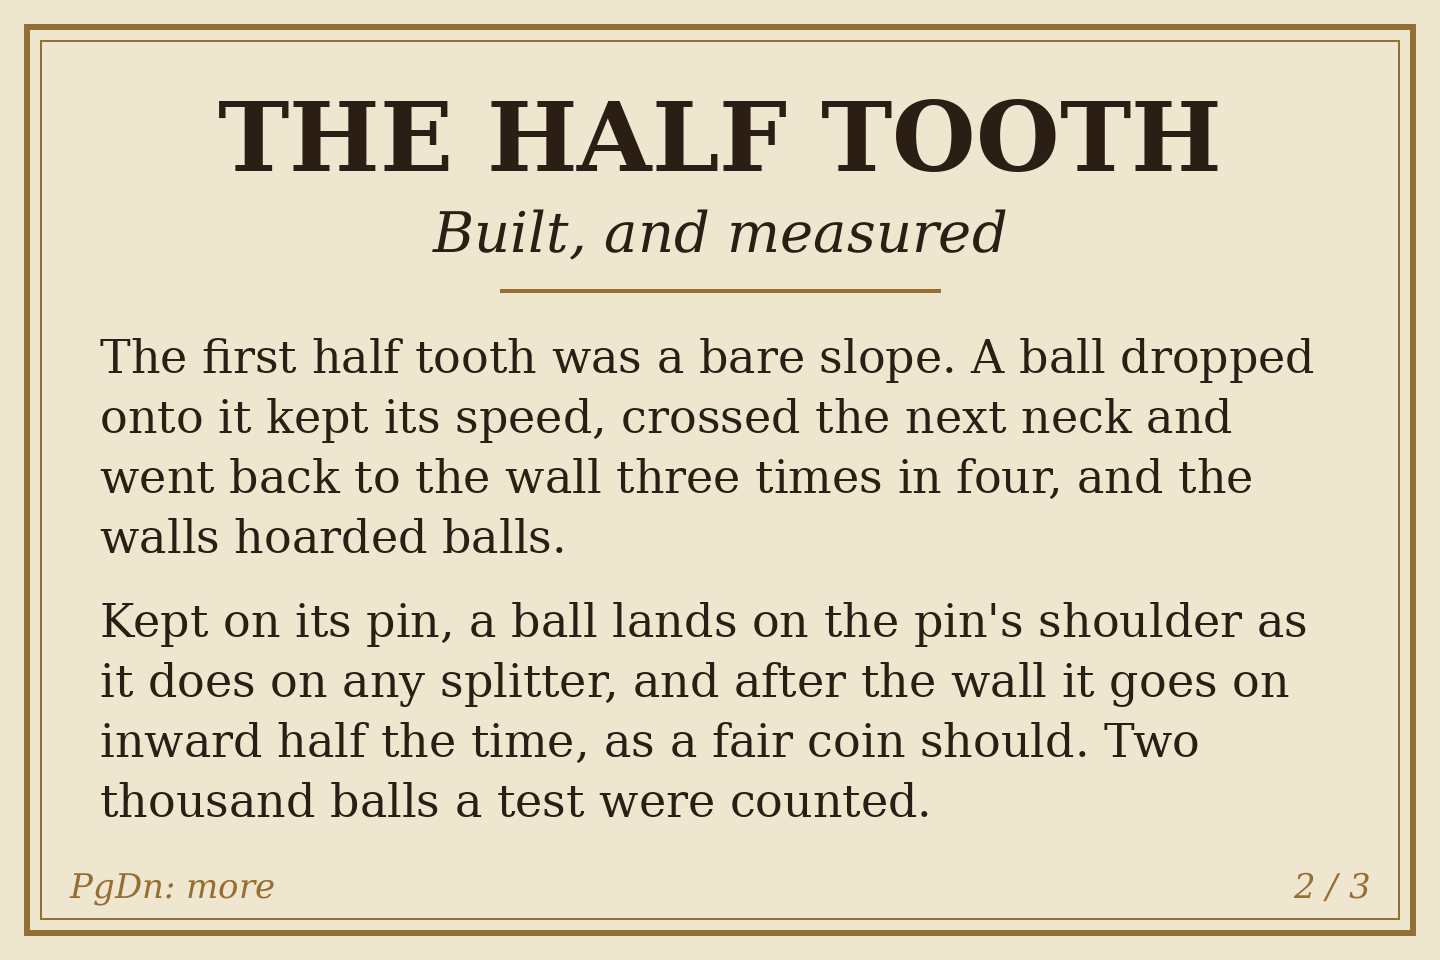 THE HALF TOOTH
Built, and measured
The first half tooth was a bare slope. A ball dropped
onto it kept its speed, crossed the next neck and
went back to the wall three times in four, and the
walls hoarded balls.
Kept on its pin, a ball lands on the pin's shoulder as
it does on any splitter, and after the wall it goes on
inward half the time, as a fair coin should. Two
thousand balls a test were counted.
PgDn: more
2 / 3